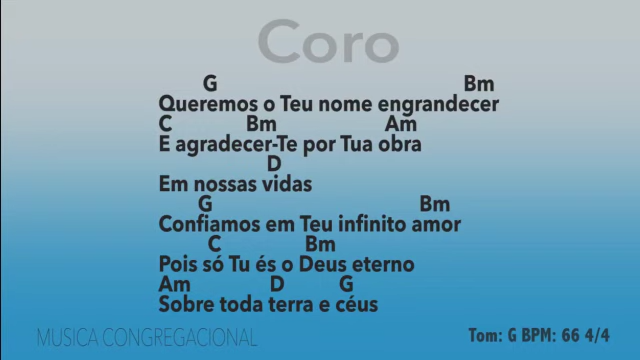 Coro
G Bm
Queremos o Teu nome engrandecer
C Bm Am
E agradecer-Te por Tua obra
D
Em nossas vidas
G Bm
Confiamos em Teu infinito amor
C Bm
Pois só Tu és o Deus eterno
Am D G
Sobre toda terra e céus
MUSICA CONGREGACIONAL
Tom: G BPM: 66 4/4